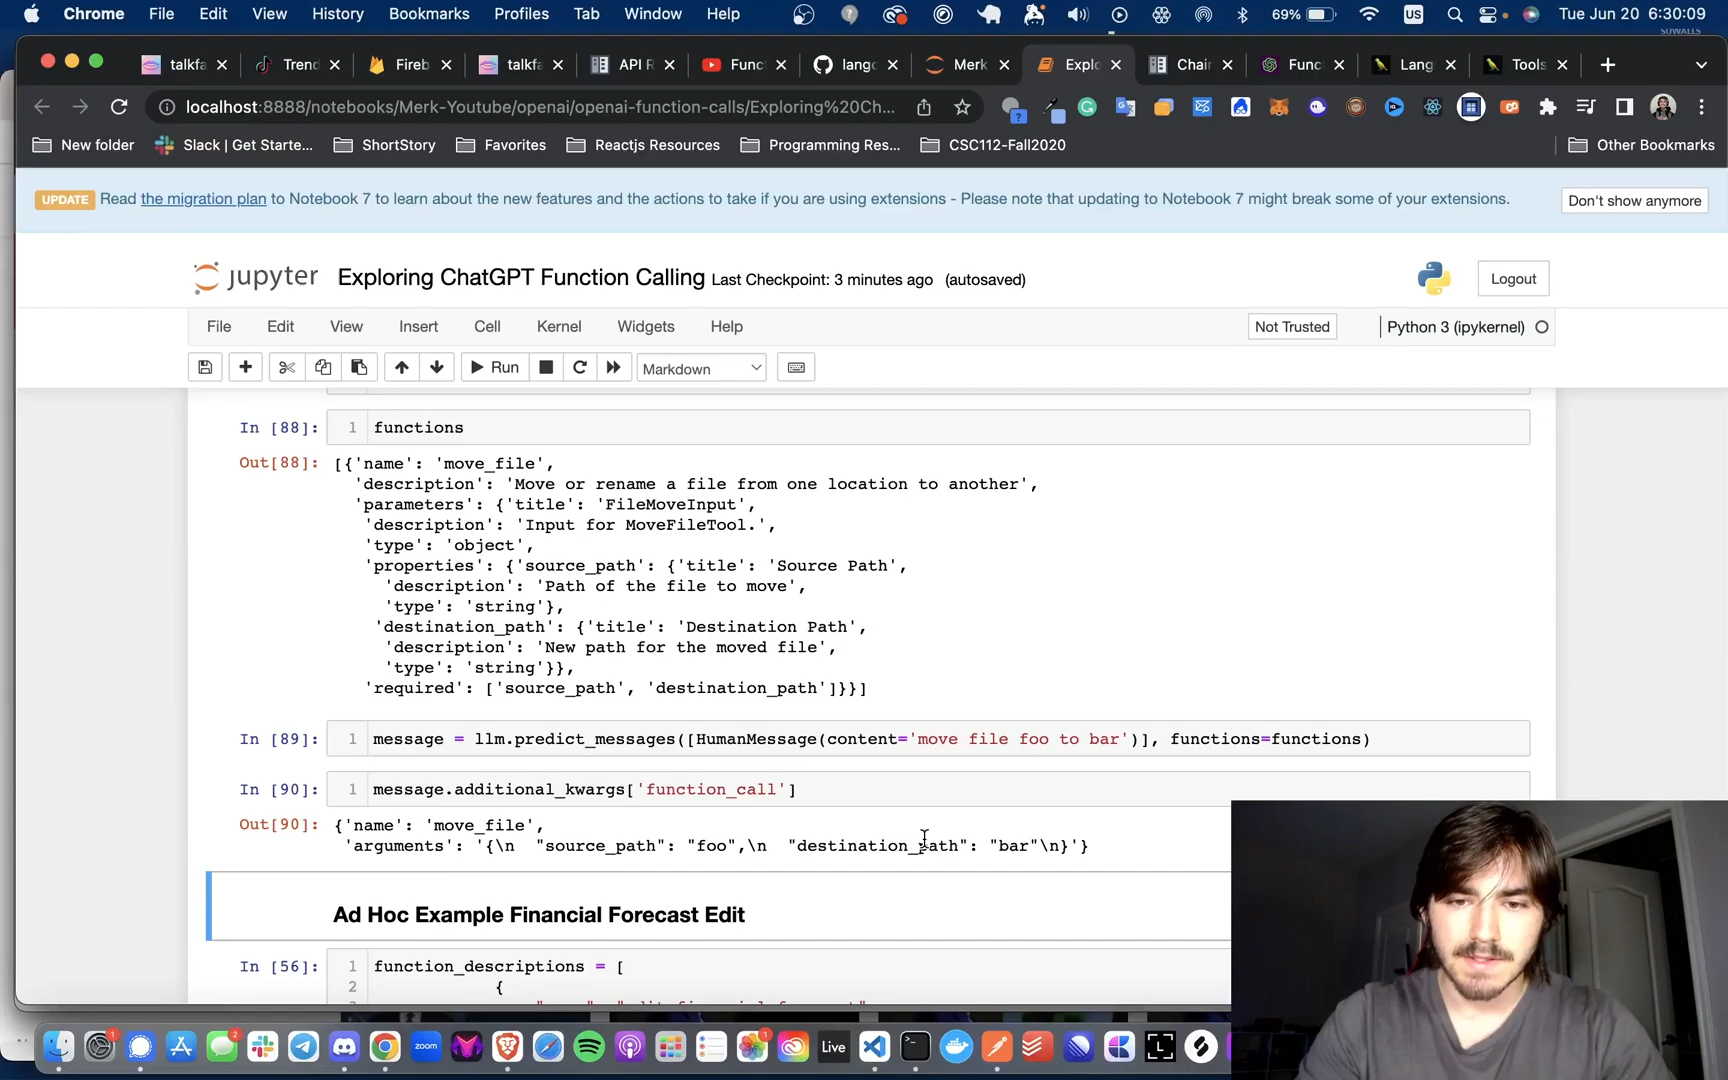 Chrome File Edit View History Bookmarks Profiles Tab Window Help 69% US Tue Jun 20 6:30:09
talkfa Trend Fireb talkfa API R Funct lango Merk Explo Chair Funct Lang Tools
localhost:8888/notebooks/Merk-Youtube/openai/openai-function-calls/Exploring%20Ch...
New folder Slack | Get Starte... ShortStory Favorites Reactjs Resources Programming Res... CSC112-Fall2020 Other Bookmarks
UPDATE Read the migration plan to Notebook 7 to learn about the new features and the actions to take if you are using extensions - Please note that updating to Notebook 7 might break some of your extensions. Don't show anymore
jupyter Exploring ChatGPT Function Calling Last Checkpoint: 3 minutes ago (autosaved) Logout
File Edit View Insert Cell Kernel Widgets Help Not Trusted Python 3 (ipykernel)
Run Markdown
In [88]: 1 functions
Out[88]: [{'name': 'move_file',
'description': 'Move or rename a file from one location to another',
'parameters': {'title': 'FileMoveInput',
'description': 'Input for MoveFileTool.',
'type': 'object',
'properties': {'source_path': {'title': 'Source Path',
'description': 'Path of the file to move',
'type': 'string'},
'destination_path': {'title': 'Destination Path',
'description': 'New path for the moved file',
'type': 'string'}},
'required': ['source_path', 'destination_path']}}]
In [89]: 1 message = llm.predict_messages([HumanMessage(content='move file foo to bar')], functions=functions)
In [90]: 1 message.additional_kwargs['function_call']
Out[90]: {'name': 'move_file',
'arguments': '{\n  "source_path": "foo",\n  "destination_path": "bar"\n}'}
Ad Hoc Example Financial Forecast Edit
In [56]: 1 function_descriptions = [
2 {
zoom Live